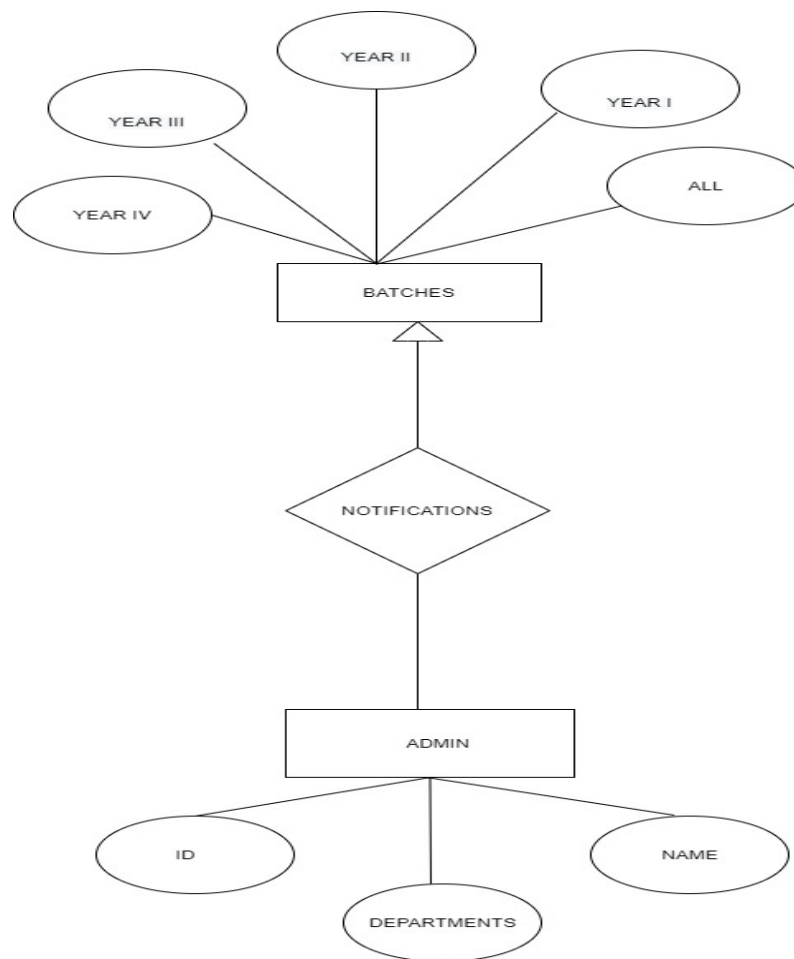 YEAR II
YEAR I
YEAR III
ALL
YEAR IV
BATCHES
NOTIFICATIONS
ADMIN
ID
NAME
DEPARTMENTS